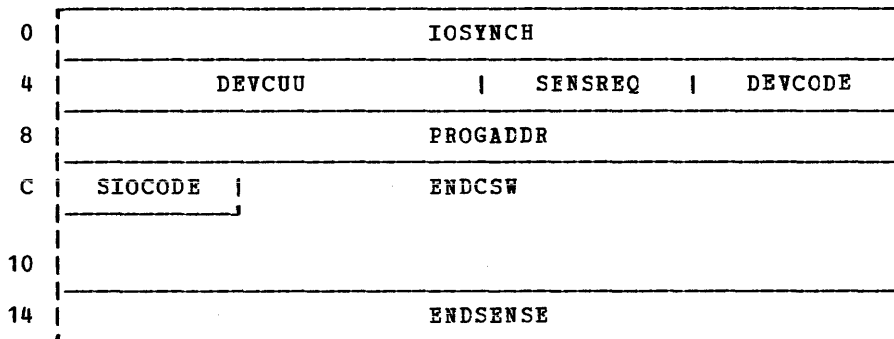 0 IOSYNCH
4 DEVCUU | SENSREQ | DEVCODE
8 PROGADDR
C SIOCODE | ENDCSW
10
14 ENDSENSE